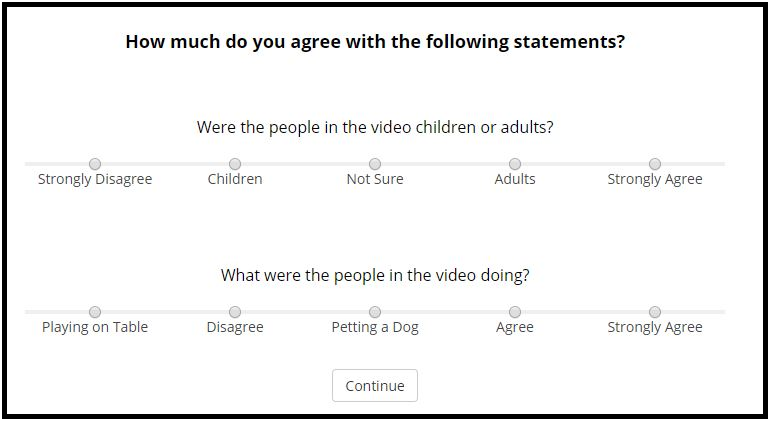 How much do you agree with the following statements?
Were the people in the video children or adults?
Strongly Disagree Children Not Sure Adults Strongly Agree
What were the people in the video doing?
Playing on Table Disagree Petting a Dog Agree Strongly Agree
Continue